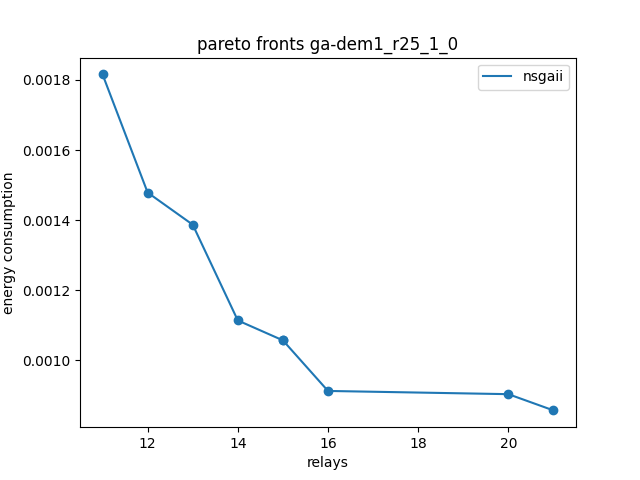 pareto fronts ga-dem1_r25_1_0
nsgaii
0.0018
0.0016
0.0014
0.0012
0.0010
energy consumption
12 14 16 18 20
relays